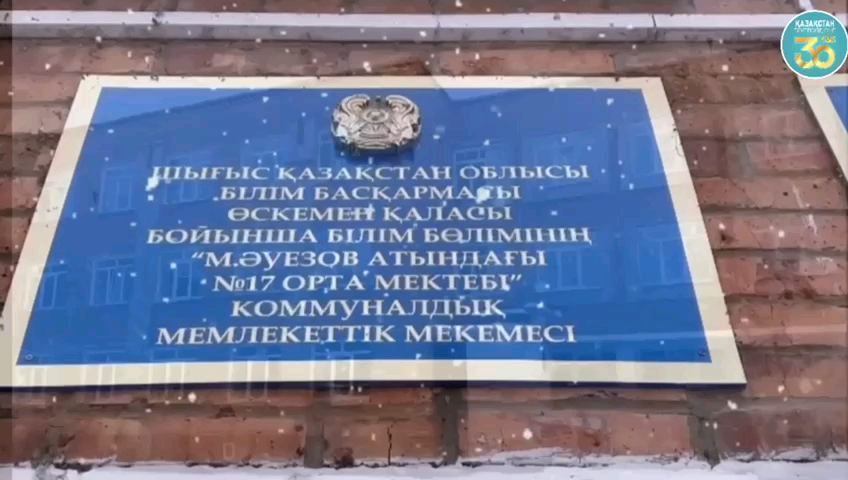 ШЫҒЫС ҚАЗАҚСТАН ОБЛЫСЫ
БІЛІМ БАСҚАРМАСЫ
ӨСКЕМЕН ҚАЛАСЫ
БОЙЫНША БІЛІМ БӨЛІМІНІҢ
“М.ӘУЕЗОВ АТЫНДАҒЫ
№17 ОРТА МЕКТЕБІ”
КОММУНАЛДЫҚ
МЕМЛЕКЕТТІК МЕКЕМЕСІ
ҚАЗАҚСТАН
30